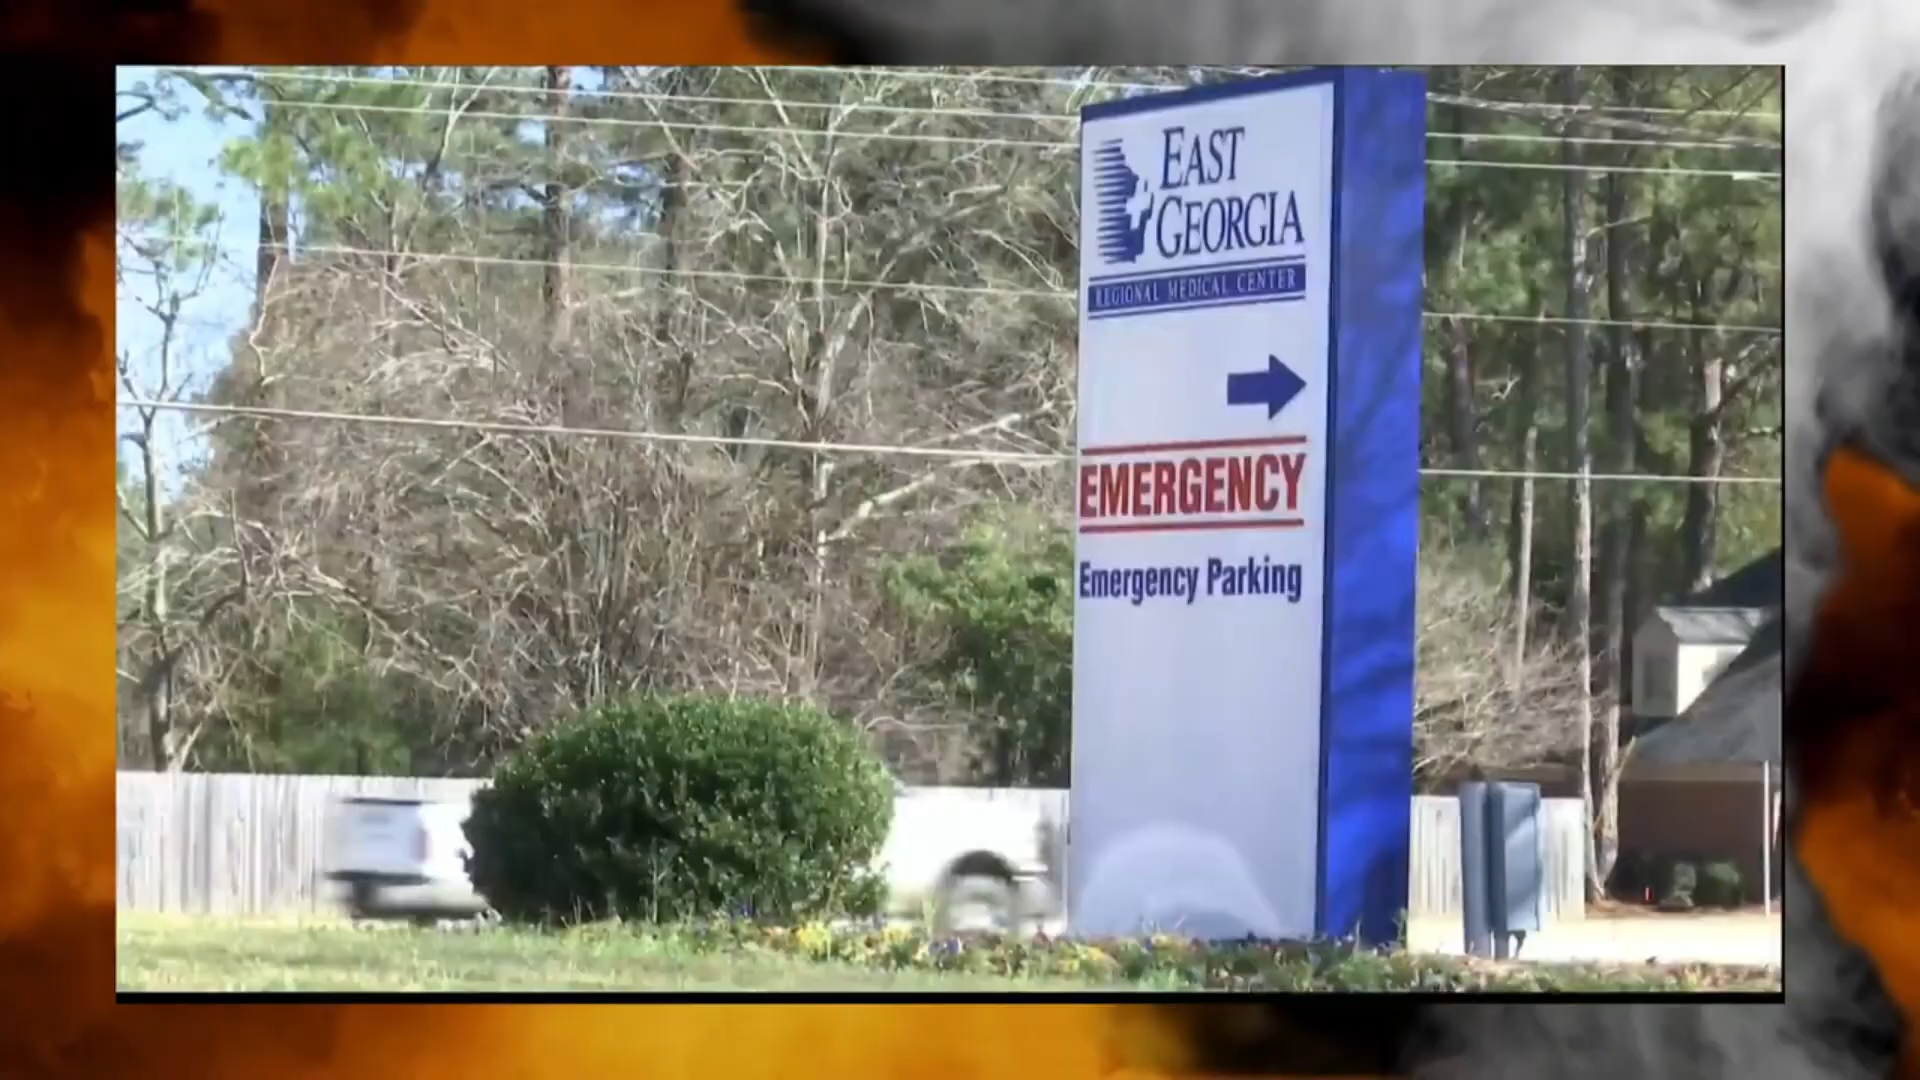 EAST
GEORGIA
REGIONAL MEDICAL CENTER
EMERGENCY
Emergency Parking